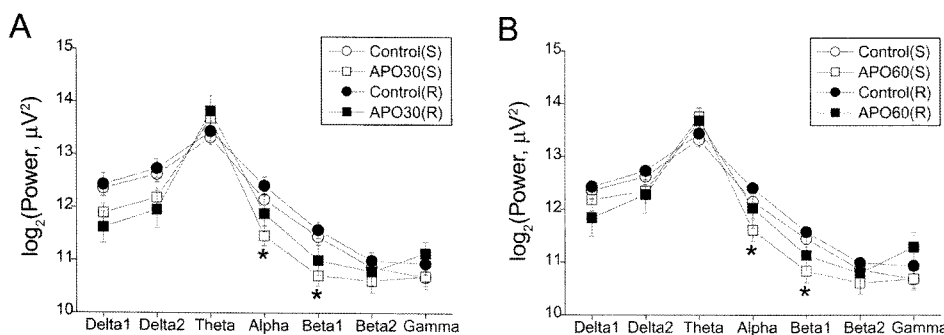 A
log₂(Power, μV²)
15
14
13
12
11
10
Control(S)
APO30(S)
Control(R)
APO30(R)
*
*
Delta1 Delta2 Theta Alpha Beta1 Beta2 Gamma
B
log₂(Power, μV²)
15
14
13
12
11
10
Control(S)
APO60(S)
Control(R)
APO60(R)
*
*
Delta1 Delta2 Theta Alpha Beta1 Beta2 Gamma